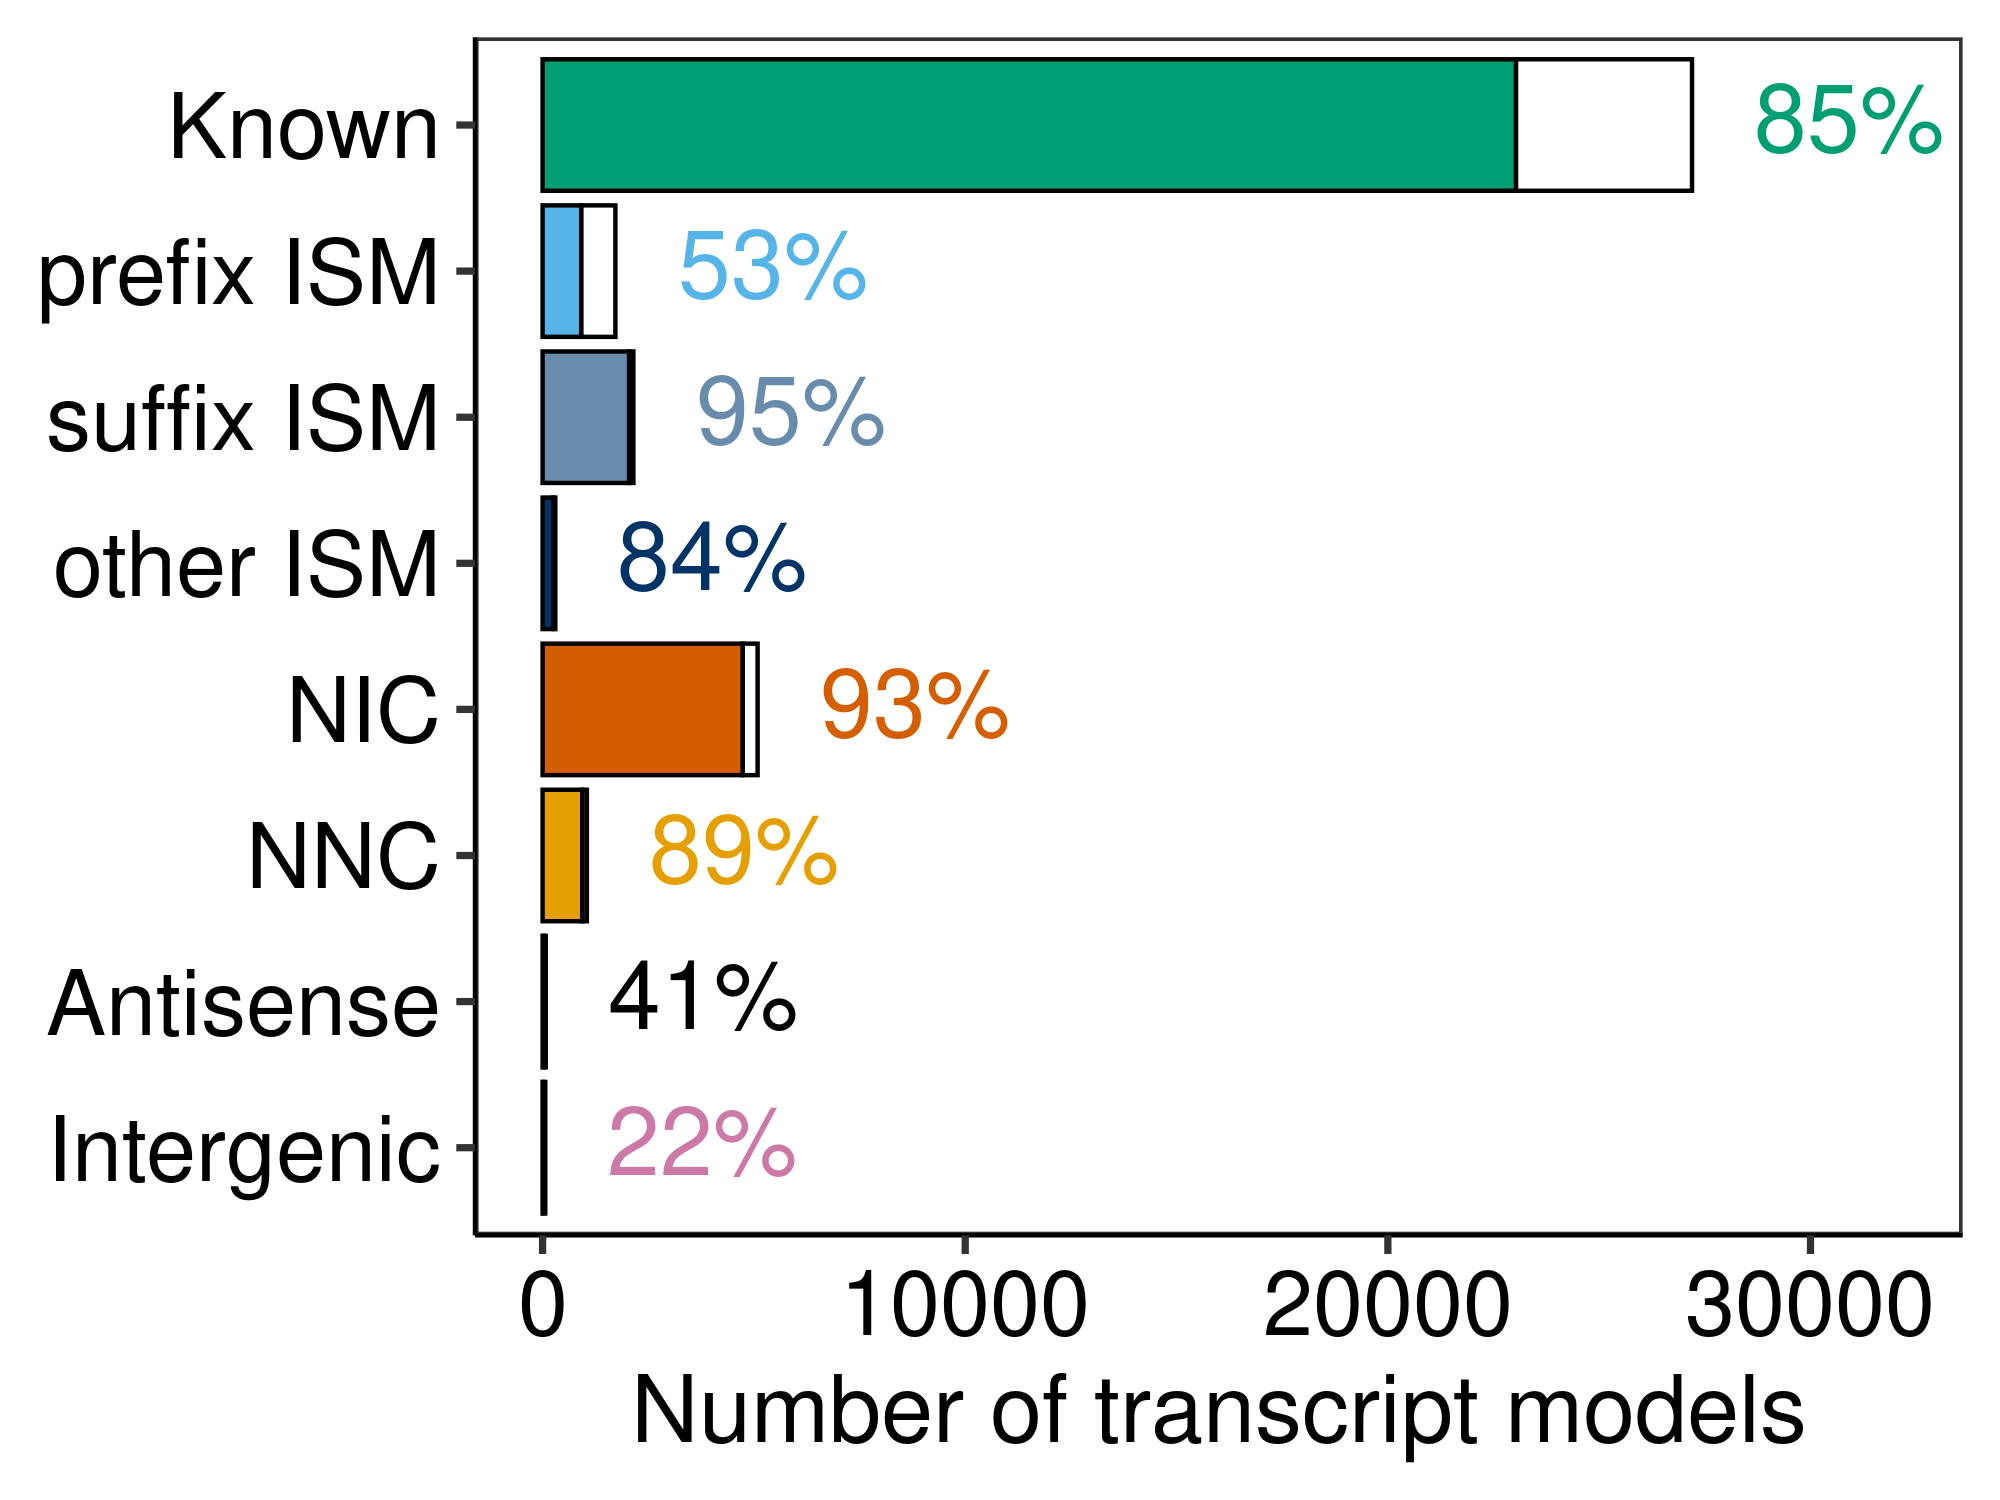 Known 85%
prefix ISM 53%
suffix ISM 95%
other ISM 84%
NIC 93%
NNC 89%
Antisense 41%
Intergenic 22%
0 10000 20000 30000
Number of transcript models